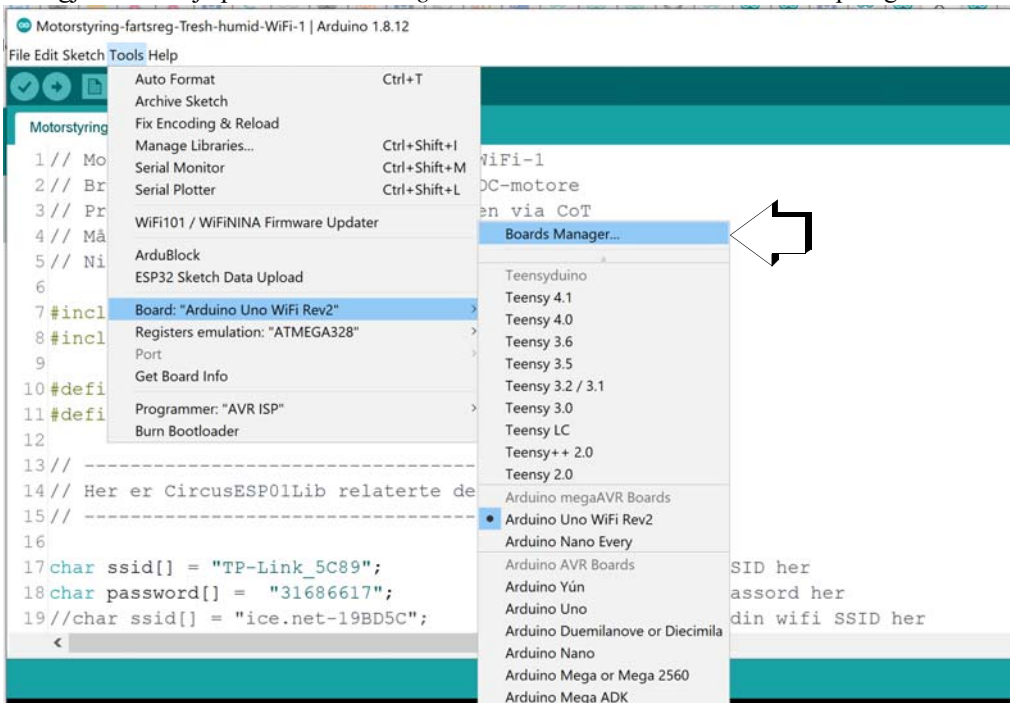 Motorstyring-fartsreg-Tresh-humid-WiFi-1 | Arduino 1.8.12
File Edit Sketch Tools Help
Auto Format Ctrl+T
Archive Sketch
Fix Encoding & Reload
Manage Libraries... Ctrl+Shift+I
Serial Monitor Ctrl+Shift+M
Serial Plotter Ctrl+Shift+L
WiFi101 / WiFiNINA Firmware Updater
ArduBlock
ESP32 Sketch Data Upload
Board: "Arduino Uno WiFi Rev2"
Registers emulation: "ATMEGA328"
Port
Get Board Info
Programmer: "AVR ISP"
Burn Bootloader
Boards Manager...
Teensyduino
Teensy 4.1
Teensy 4.0
Teensy 3.6
Teensy 3.5
Teensy 3.2 / 3.1
Teensy 3.0
Teensy LC
Teensy++ 2.0
Teensy 2.0
Arduino megaAVR Boards
Arduino Uno WiFi Rev2
Arduino Nano Every
Arduino AVR Boards
Arduino Yún
Arduino Uno
Arduino Duemilanove or Diecimila
Arduino Nano
Arduino Mega or Mega 2560
Arduino Mega ADK
Motorstyring
1 // Mo WiFi-1
2 // Br DC-motore
3 // Pr en via CoT
4 // Må
5 // Ni
6
7 #incl
8 #incl
9
10 #defi
11 #defi
12
13 // -----------------------------------
14 // Her er CircusESP01Lib relaterte de
15 // -----------------------------------
16
17 char ssid[] = "TP-Link_5C89"; SID her
18 char password[] = "31686617"; assord her
19 //char ssid[] = "ice.net-19BD5C"; din wifi SSID her